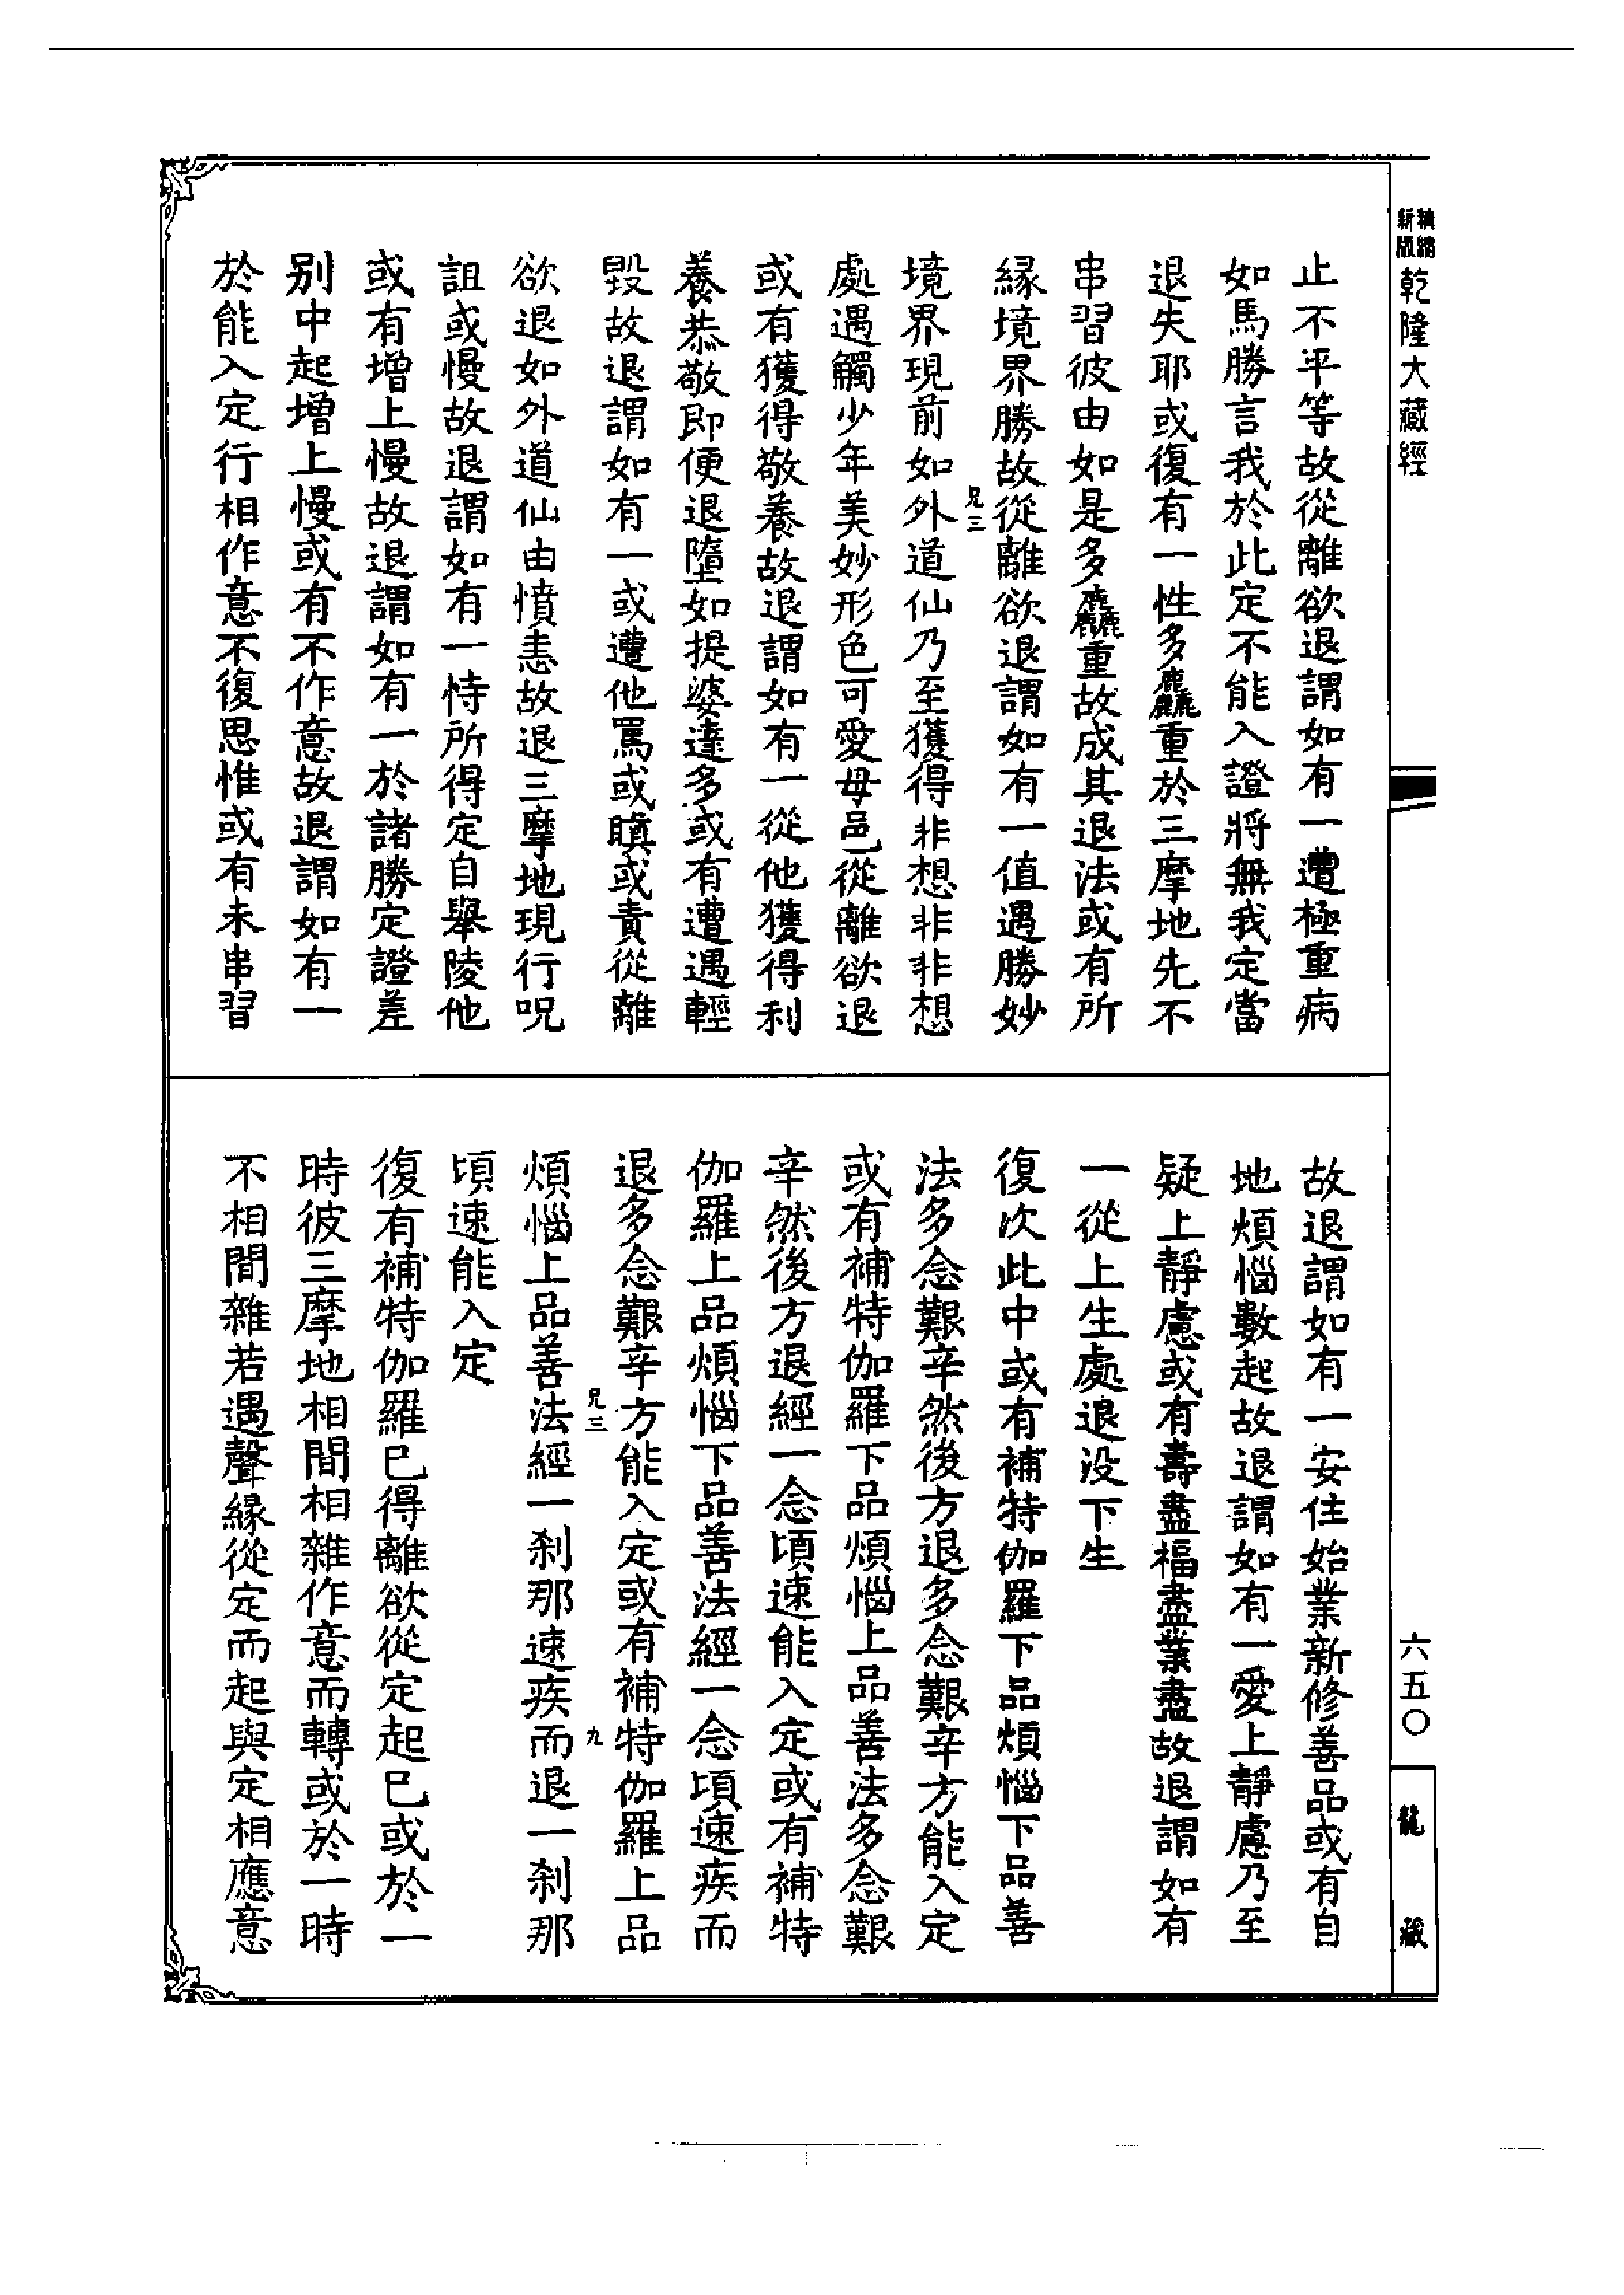 精縮新版乾隆大藏經
止不平等故從離欲退謂如有一遭極重病
如馬勝言我於此定不能入證將無我定當
退失耶或復有一性多麤重於三摩地先不
串習彼由如是多麤重故成其退法或有所
緣境界勝故從離欲退謂如有一值遇勝妙
兄三
境界現前如外道仙乃至獲得非想非非想
處遇觸少年美妙形色可愛母邑從離欲退
或有獲得敬養故退謂如有一從他獲得利
養恭敬即便退墮如提婆達多或有遭遇輕
毀故退謂如有一或遭他罵或瞋或責從離
欲退如外道仙由憤恚故退三摩地現行呪
詛或慢故退謂如有一恃所得定自舉陵他
或有增上慢故退謂如有一於諸勝定證差
別中起增上慢或有不作意故退謂如有一
於能入定行相作意不復思惟或有未串習
故退謂如有一安住始業新修善品或有自
地煩惱數起故退謂如有一愛上靜慮乃至
疑上靜慮或有壽盡福盡業盡故退謂如有
一從上生處退没下生
復次此中或有補特伽羅下品煩惱下品善
法多念艱辛然後方退多念艱辛方能入定
或有補特伽羅下品煩惱上品善法多念艱
辛然後方退經一念頃速能入定或有補特
伽羅上品煩惱下品善法經一念頃速疾而
退多念艱辛方能入定或有補特伽羅上品
兄三
九
煩惱上品善法經一剎那速疾而退一剎那
頃速能入定
復有補特伽羅已得離欲從定起已或於一
時彼三摩地相間相雜作意而轉或於一時
不相間雜若遇聲緣從定而起與定相應意
六五〇
龍藏